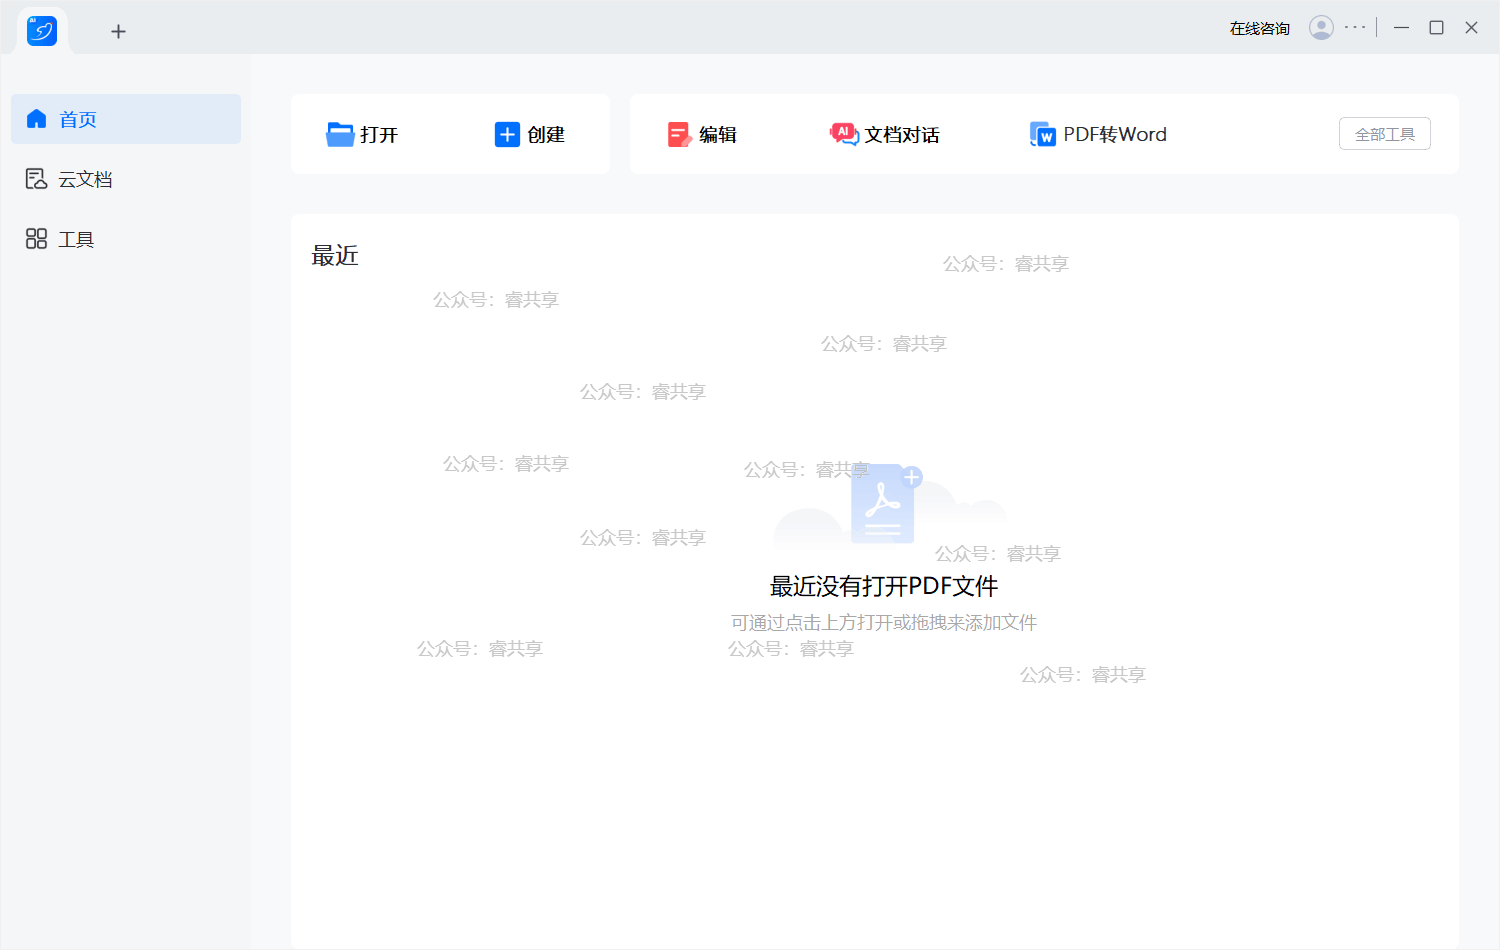 AI
在线咨询
首页
云文档
工具
打开
创建
编辑
AI
文档对话
W
PDF转Word
全部工具
最近
公众号：睿共享
公众号：睿共享
公众号：睿共享
公众号：睿共享
公众号：睿共享
公众号：睿共享
公众号：睿共享
公众号：睿共享
最近没有打开PDF文件
可通过点击上方打开或拖拽来添加文件
公众号：睿共享
公众号：睿共享
公众号：睿共享